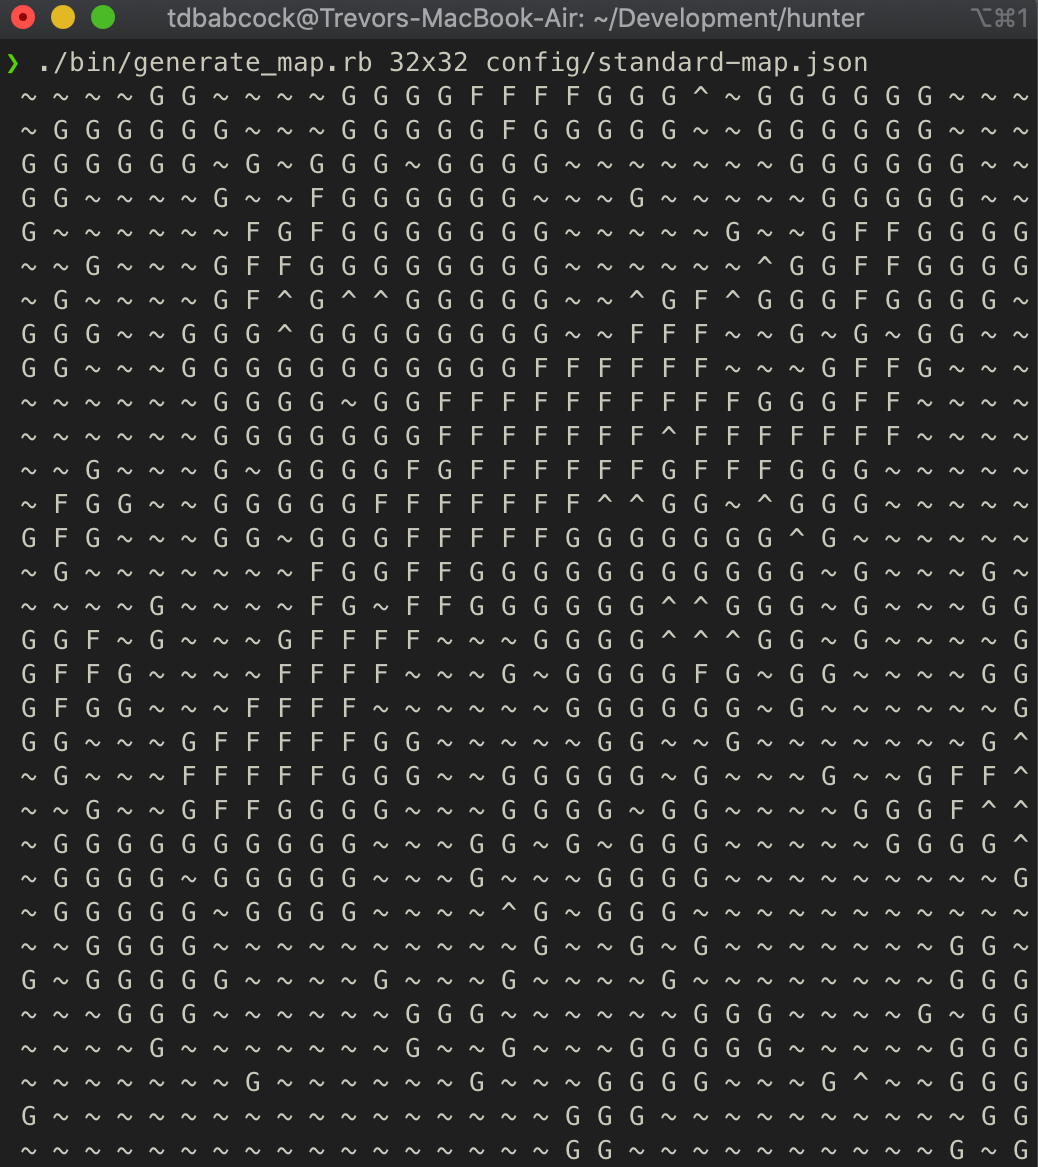 tdbabcock@Trevors-MacBook-Air: ~/Development/hunter ⌥⌘1
❯ ./bin/generate_map.rb 32x32 config/standard-map.json
~ ~ ~ ~ G G ~ ~ ~ ~ G G G G F F F F G G G ^ ~ G G G G G G ~ ~ ~
~ G G G G G G ~ ~ ~ G G G G G F G G G G G ~ ~ G G G G G G ~ ~ ~
G G G G G G ~ G ~ G G G ~ G G G G ~ ~ ~ ~ ~ ~ ~ G G G G G G ~ ~
G G ~ ~ ~ ~ G ~ ~ F G G G G G G ~ ~ ~ G ~ ~ ~ ~ ~ G G G G G ~ ~
G ~ ~ ~ ~ ~ ~ F G F G G G G G G G ~ ~ ~ ~ ~ G ~ ~ G F F G G G G
~ ~ G ~ ~ ~ G F F G G G G G G G G ~ ~ ~ ~ ~ ~ ^ G G F F G G G G
~ G ~ ~ ~ ~ G F ^ G ^ ^ G G G G G ~ ~ ^ G F ^ G G G F G G G G ~
G G G ~ ~ G G G ^ G G G G G G G G ~ ~ F F F ~ ~ G ~ G ~ G G ~ ~
G G ~ ~ ~ G G G G G G G G G G G F F F F F F ~ ~ ~ G F F G ~ ~ ~
~ ~ ~ ~ ~ ~ G G G G ~ G G F F F F F F F F F F G G G F F ~ ~ ~ ~
~ ~ ~ ~ ~ ~ G G G G G G G F F F F F F F ^ F F F F F F F ~ ~ ~ ~
~ ~ G ~ ~ ~ G ~ G G G G F G F F F F F F G F F F G G G ~ ~ ~ ~ ~
~ F G G ~ ~ G G G G G F F F F F F F ^ ^ G G ~ ^ G G G ~ ~ ~ ~ ~
G F G ~ ~ ~ G G ~ G G G F F F F F G G G G G G G ^ G ~ ~ ~ ~ ~ ~
~ G ~ ~ ~ ~ ~ ~ ~ F G G F F G G G G G G G G G G G ~ G ~ ~ ~ G ~
~ ~ ~ ~ G ~ ~ ~ ~ F G ~ F F G G G G G G ^ ^ G G G ~ G ~ ~ ~ G G
G G F ~ G ~ ~ ~ G F F F F ~ ~ ~ G G G G ^ ^ ^ G G ~ G ~ ~ ~ ~ G
G F F G ~ ~ ~ ~ F F F F ~ ~ ~ G ~ G G G G F G ~ G G ~ ~ ~ ~ G G
G F G G ~ ~ ~ F F F F ~ ~ ~ ~ ~ ~ G G G G G G ~ G ~ ~ ~ ~ ~ ~ G
G G ~ ~ ~ G F F F F F G G ~ ~ ~ ~ ~ G G ~ ~ G ~ ~ ~ ~ ~ ~ ~ G ^
~ G ~ ~ ~ F F F F F G G G ~ ~ G G G G G ~ G ~ ~ ~ G ~ ~ G F F ^
~ ~ G ~ ~ G F F G G G G ~ ~ ~ G G G G ~ G G ~ ~ ~ ~ G G G F ^ ^
~ G G G G G G G G G G ~ ~ ~ G G ~ G ~ G G G ~ ~ ~ ~ ~ G G G G ^
~ G G G G ~ G G G G G ~ ~ ~ G ~ ~ ~ G G G G ~ ~ ~ ~ ~ ~ ~ ~ ~ G
~ G G G G G ~ G G G G ~ ~ ~ ~ ^ G ~ G G G ~ ~ ~ ~ ~ ~ ~ ~ ~ ~ ~
~ ~ G G G G ~ ~ ~ ~ ~ ~ ~ ~ ~ ~ G ~ ~ G ~ G ~ ~ ~ ~ ~ ~ ~ G G ~
G ~ G G G G G ~ ~ ~ ~ G ~ ~ ~ G ~ ~ ~ ~ G ~ ~ ~ ~ ~ ~ ~ ~ G G G
~ ~ ~ G G G ~ ~ ~ ~ ~ ~ G G G ~ ~ ~ ~ ~ ~ G G G ~ ~ ~ ~ G ~ G G
~ ~ ~ ~ G ~ ~ ~ ~ ~ ~ ~ G ~ ~ G ~ ~ ~ G G G G G ~ ~ ~ ~ ~ G G G
~ ~ ~ ~ ~ ~ ~ G ~ ~ ~ ~ ~ ~ G ~ ~ ~ G G G G ~ ~ ~ G ^ ~ ~ G G G
G ~ ~ ~ ~ ~ ~ ~ ~ ~ ~ ~ ~ ~ ~ ~ ~ G G G ~ ~ ~ ~ ~ ~ ~ ~ ~ ~ G G
~ ~ ~ ~ ~ ~ ~ ~ ~ ~ ~ ~ ~ ~ ~ ~ ~ G G ~ ~ ~ ~ ~ ~ ~ ~ ~ ~ G ~ G